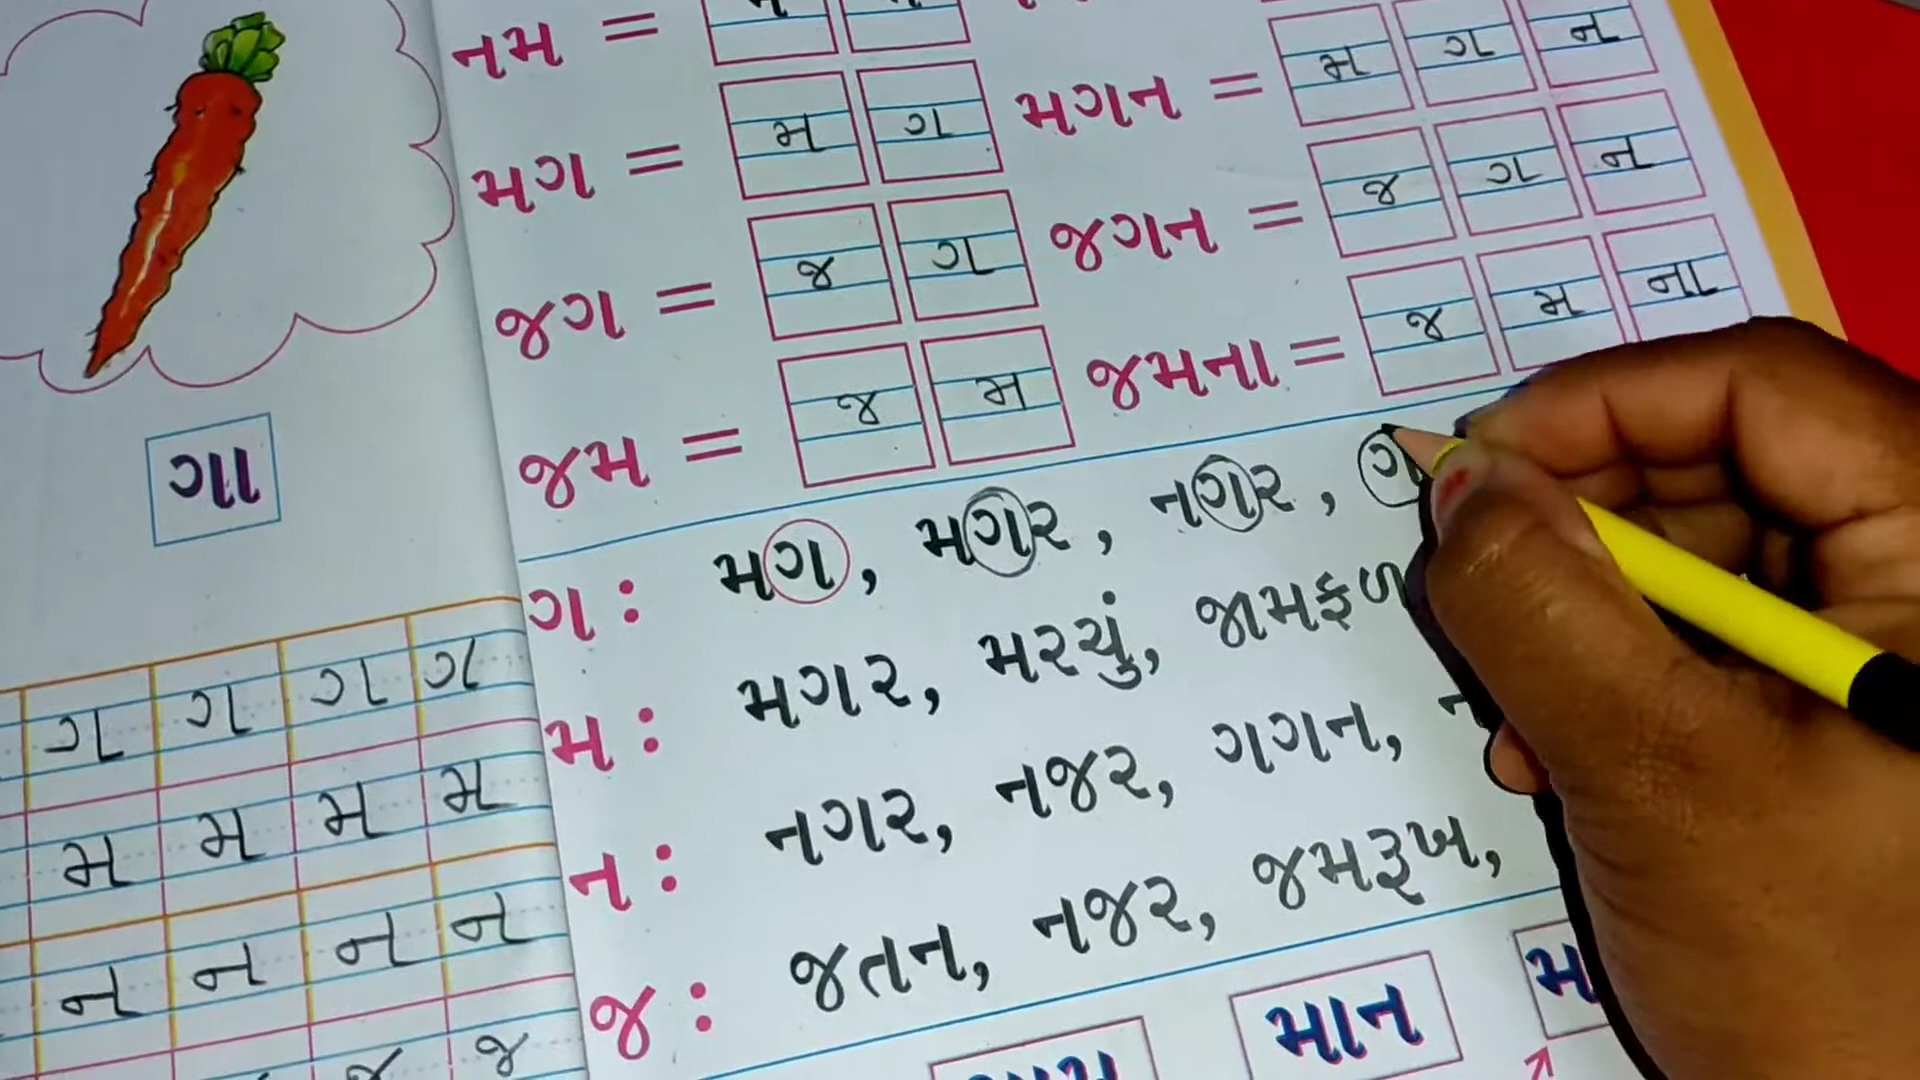 નમ =
મગ = મ ગ
જગ = જ ગ
જમ = જ મ
મગન = મ ગ ન
જગન = જ ગ ન
જમના = જ મ ના
ગા
ગ ગ ગ ગ
મ મ મ મ
ન ન ન ન
જ જ
ગ : મગ, મગર, નગર, ગ
મ : મગર, મરચું, જામફળ
ન : નગર, નજર, ગગન, ન
જ : જતન, નજર, જમરૂખ,
માન
મ